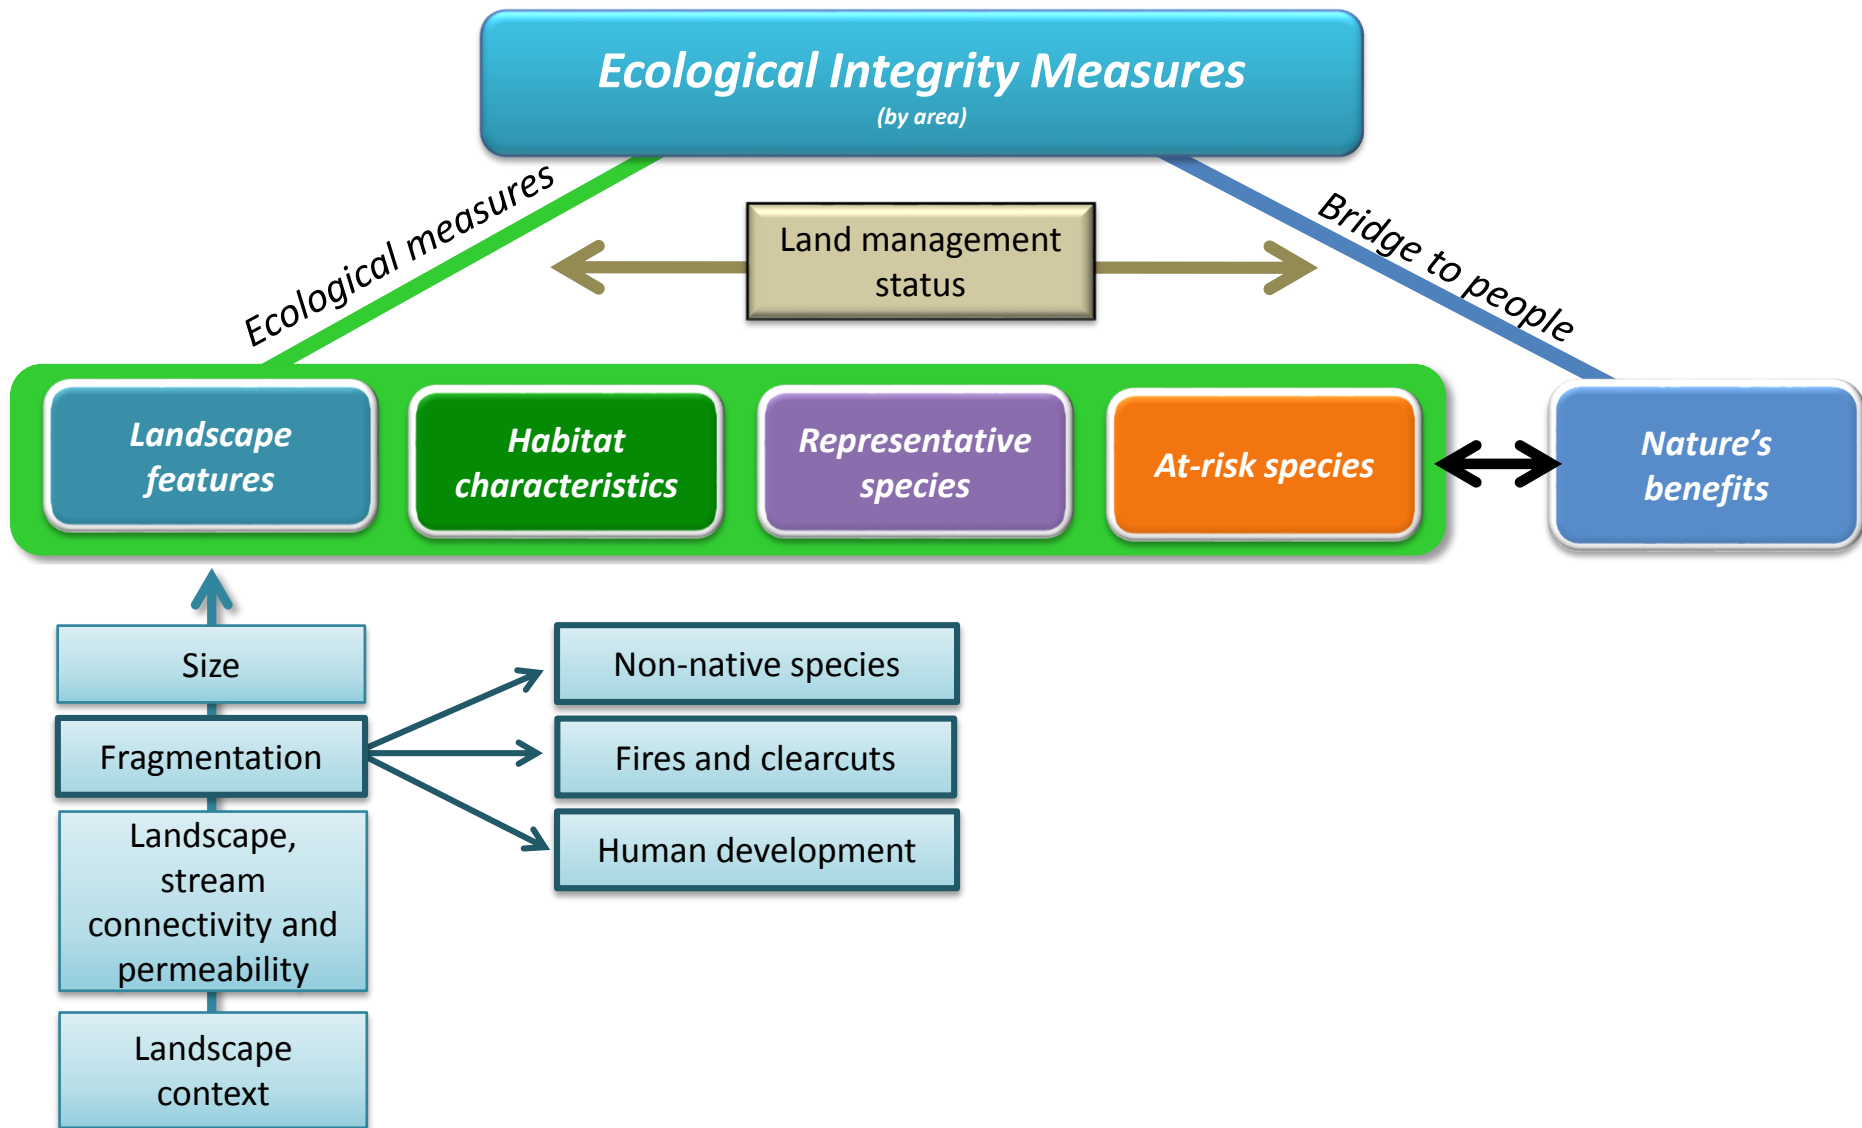 Ecological Integrity Measures
(by area)
Ecological measures
Land management
status
Bridge to people
Landscape
features
Habitat
characteristics
Representative
species
At-risk species
Nature's
benefits
Size
Non-native species
Fragmentation
Fires and clearcuts
Landscape,
stream
connectivity and
permeability
Human development
Landscape
context